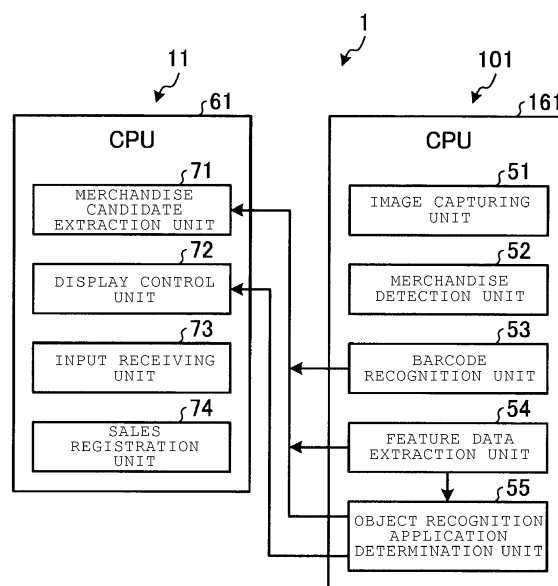 1
11
101
61
161
CPU
CPU
71
MERCHANDISE
CANDIDATE
EXTRACTION UNIT
72
DISPLAY CONTROL
UNIT
73
INPUT RECEIVING
UNIT
74
SALES
REGISTRATION
UNIT
51
IMAGE CAPTURING
UNIT
52
MERCHANDISE
DETECTION UNIT
53
BARCODE
RECOGNITION UNIT
54
FEATURE DATA
EXTRACTION UNIT
55
OBJECT RECOGNITION
APPLICATION
DETERMINATION UNIT